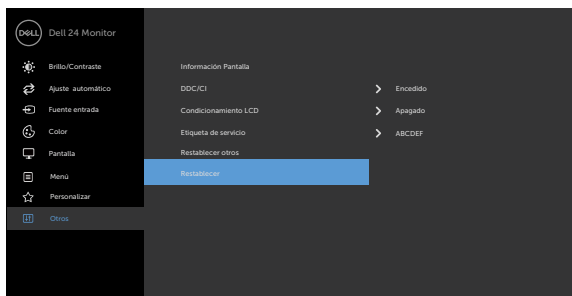 DELL Dell 24 Monitor
Brillo/Contraste
Ajuste automático
Fuente entrada
Color
Pantalla
Menú
Personalizar
Otros
Información Pantalla
DDC/CI Encedido
Condicionamiento LCD Apagado
Etiqueta de servicio ABCDEF
Restablecer otros
Restablecer